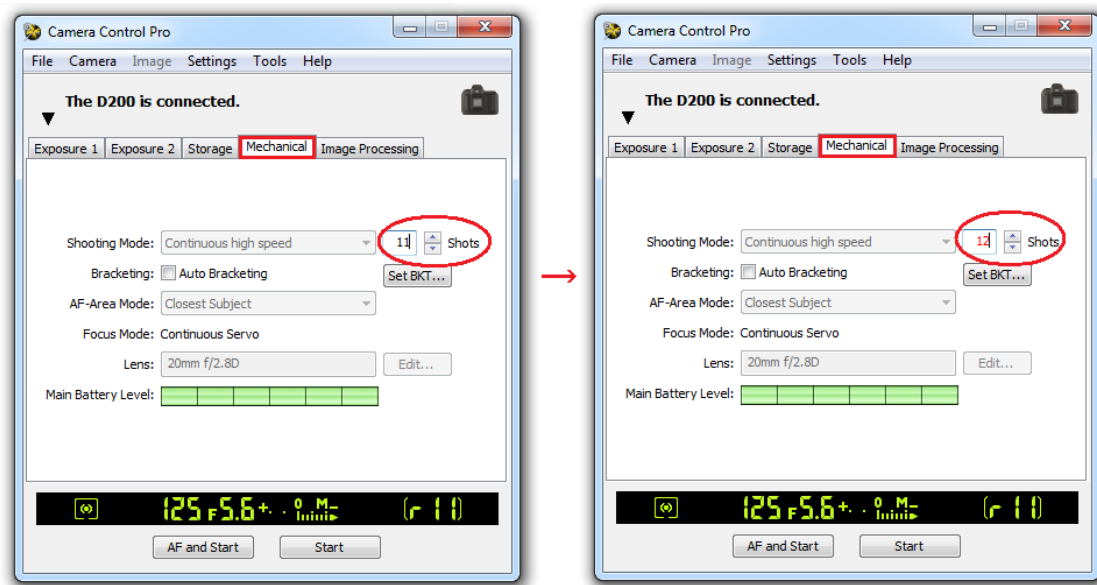 Camera Control Pro
File Camera Image Settings Tools Help
The D200 is connected.
Exposure 1 Exposure 2 Storage Mechanical Image Processing
Shooting Mode: Continuous high speed 11 Shots
Bracketing: Auto Bracketing Set BKT...
AF-Area Mode: Closest Subject
Focus Mode: Continuous Servo
Lens: 20mm f/2.8D Edit...
Main Battery Level:
125 F5.6 (r 11)
AF and Start Start
→
Camera Control Pro
File Camera Image Settings Tools Help
The D200 is connected.
Exposure 1 Exposure 2 Storage Mechanical Image Processing
Shooting Mode: Continuous high speed 12 Shots
Bracketing: Auto Bracketing Set BKT...
AF-Area Mode: Closest Subject
Focus Mode: Continuous Servo
Lens: 20mm f/2.8D Edit...
Main Battery Level:
125 F5.6 (r 11)
AF and Start Start